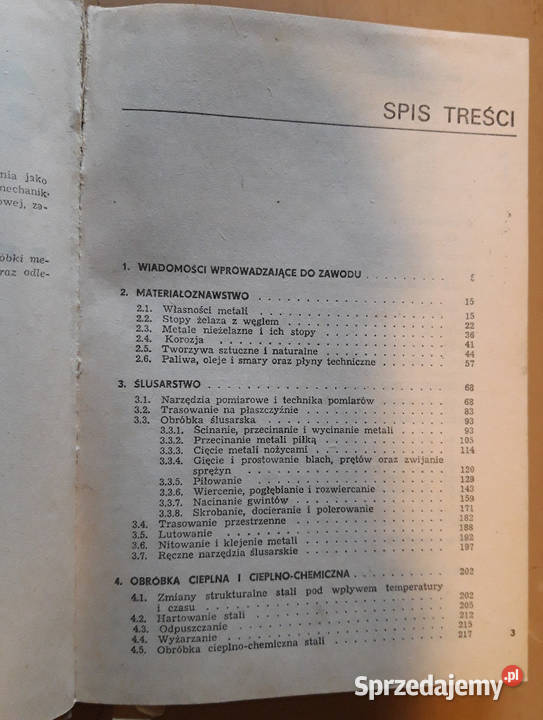 nia jako
mechanik-
owej, za-
óbki me-
raz odle-
SPIS TREŚCI
1. WIADOMOŚCI WPROWADZAJĄCE DO ZAWODU
2. MATERIAŁOZNAWSTWO 15
2.1. Własności metali 15
2.2. Stopy żelaza z węglem 22
2.3. Metale nieżelazne i ich stopy 36
2.4. Korozja 41
2.5. Tworzywa sztuczne i naturalne 44
2.6. Paliwa, oleje i smary oraz płyny techniczne 57
3. ŚLUSARSTWO 68
3.1. Narzędzia pomiarowe i technika pomiarów 68
3.2. Trasowanie na płaszczyźnie 83
3.3. Obróbka ślusarska 93
3.3.1. Ścinanie, przecinanie i wycinanie metali 93
3.3.2. Przecinanie metali piłką 105
3.3.3. Cięcie metali nożycami 114
3.3.4. Gięcie i prostowanie blach, prętów oraz zwijanie
sprężyn 120
3.3.5. Piłowanie 129
3.3.6. Wiercenie, pogłębianie i rozwiercanie 143
3.3.7. Nacinanie gwintów 159
3.3.8. Skrobanie, docieranie i polerowanie 171
3.4. Trasowanie przestrzenne 182
3.5. Lutowanie 188
3.6. Nitowanie i klejenie metali 192
3.7. Ręczne narzędzia ślusarskie 197
4. OBRÓBKA CIEPLNA I CIEPLNO-CHEMICZNA 202
4.1. Zmiany strukturalne stali pod wpływem temperatury
i czasu 202
4.2. Hartowanie stali 205
4.3. Odpuszczanie 212
4.4. Wyżarzanie 215
4.5. Obróbka cieplno-chemiczna stali 217
3
Sprzedajemy.pl